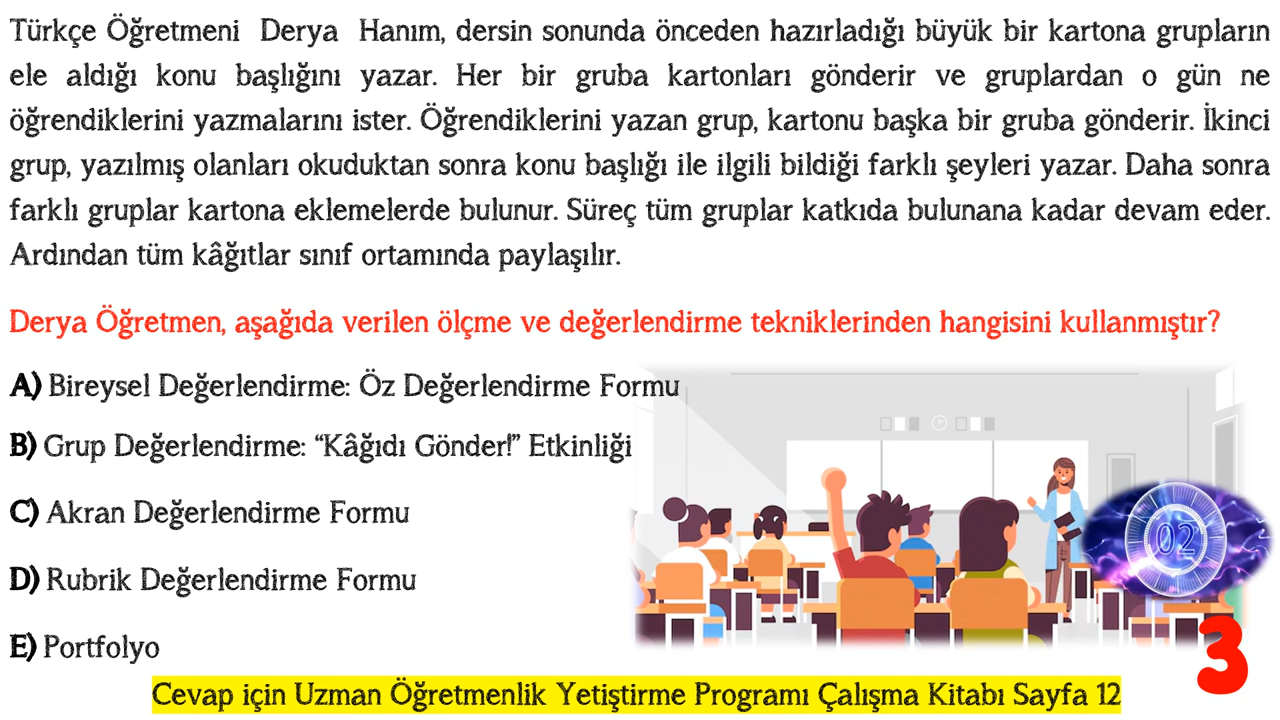 Türkçe Öğretmeni Derya Hanım, dersin sonunda önceden hazırladığı büyük bir kartona grupların
ele aldığı konu başlığını yazar. Her bir gruba kartonları gönderir ve gruplardan o gün ne
öğrendiklerini yazmalarını ister. Öğrendiklerini yazan grup, kartonu başka bir gruba gönderir. İkinci
grup, yazılmış olanları okuduktan sonra konu başlığı ile ilgili bildiği farklı şeyleri yazar. Daha sonra
farklı gruplar kartona eklemelerde bulunur. Süreç tüm gruplar katkıda bulunana kadar devam eder.
Ardından tüm kâğıtlar sınıf ortamında paylaşılır.
Derya Öğretmen, aşağıda verilen ölçme ve değerlendirme tekniklerinden hangisini kullanmıştır?
A) Bireysel Değerlendirme: Öz Değerlendirme Formu
B) Grup Değerlendirme: “Kâğıdı Gönder!” Etkinliği
C) Akran Değerlendirme Formu
D) Rubrik Değerlendirme Formu
E) Portfolyo
02
3
Cevap için Uzman Öğretmenlik Yetiştirme Programı Çalışma Kitabı Sayfa 12